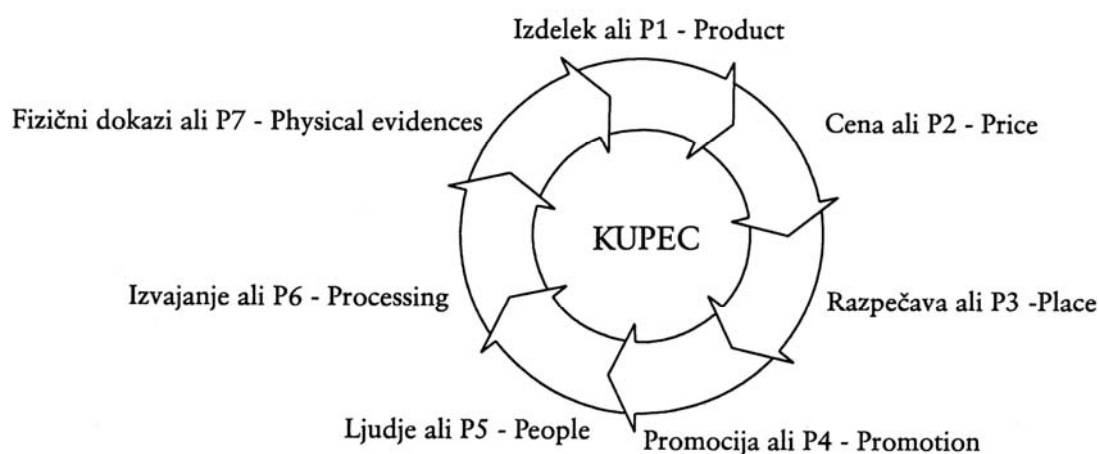 Izdelek ali P1 - Product
Fizični dokazi ali P7 - Physical evidences
Cena ali P2 - Price
KUPEC
Izvajanje ali P6 - Processing
Razpečava ali P3 -Place
Ljudje ali P5 - People
Promocija ali P4 - Promotion